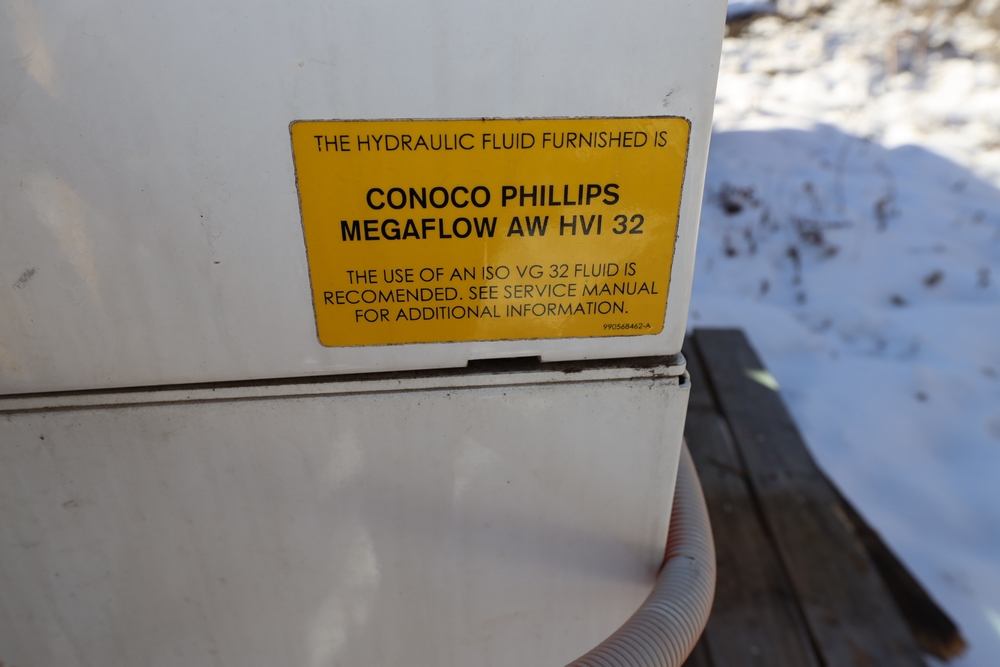 THE HYDRAULIC FLUID FURNISHED IS
CONOCO PHILLIPS
MEGAFLOW AW HVI 32
THE USE OF AN ISO VG 32 FLUID IS
RECOMENDED. SEE SERVICE MANUAL
FOR ADDITIONAL INFORMATION.
990568462-A